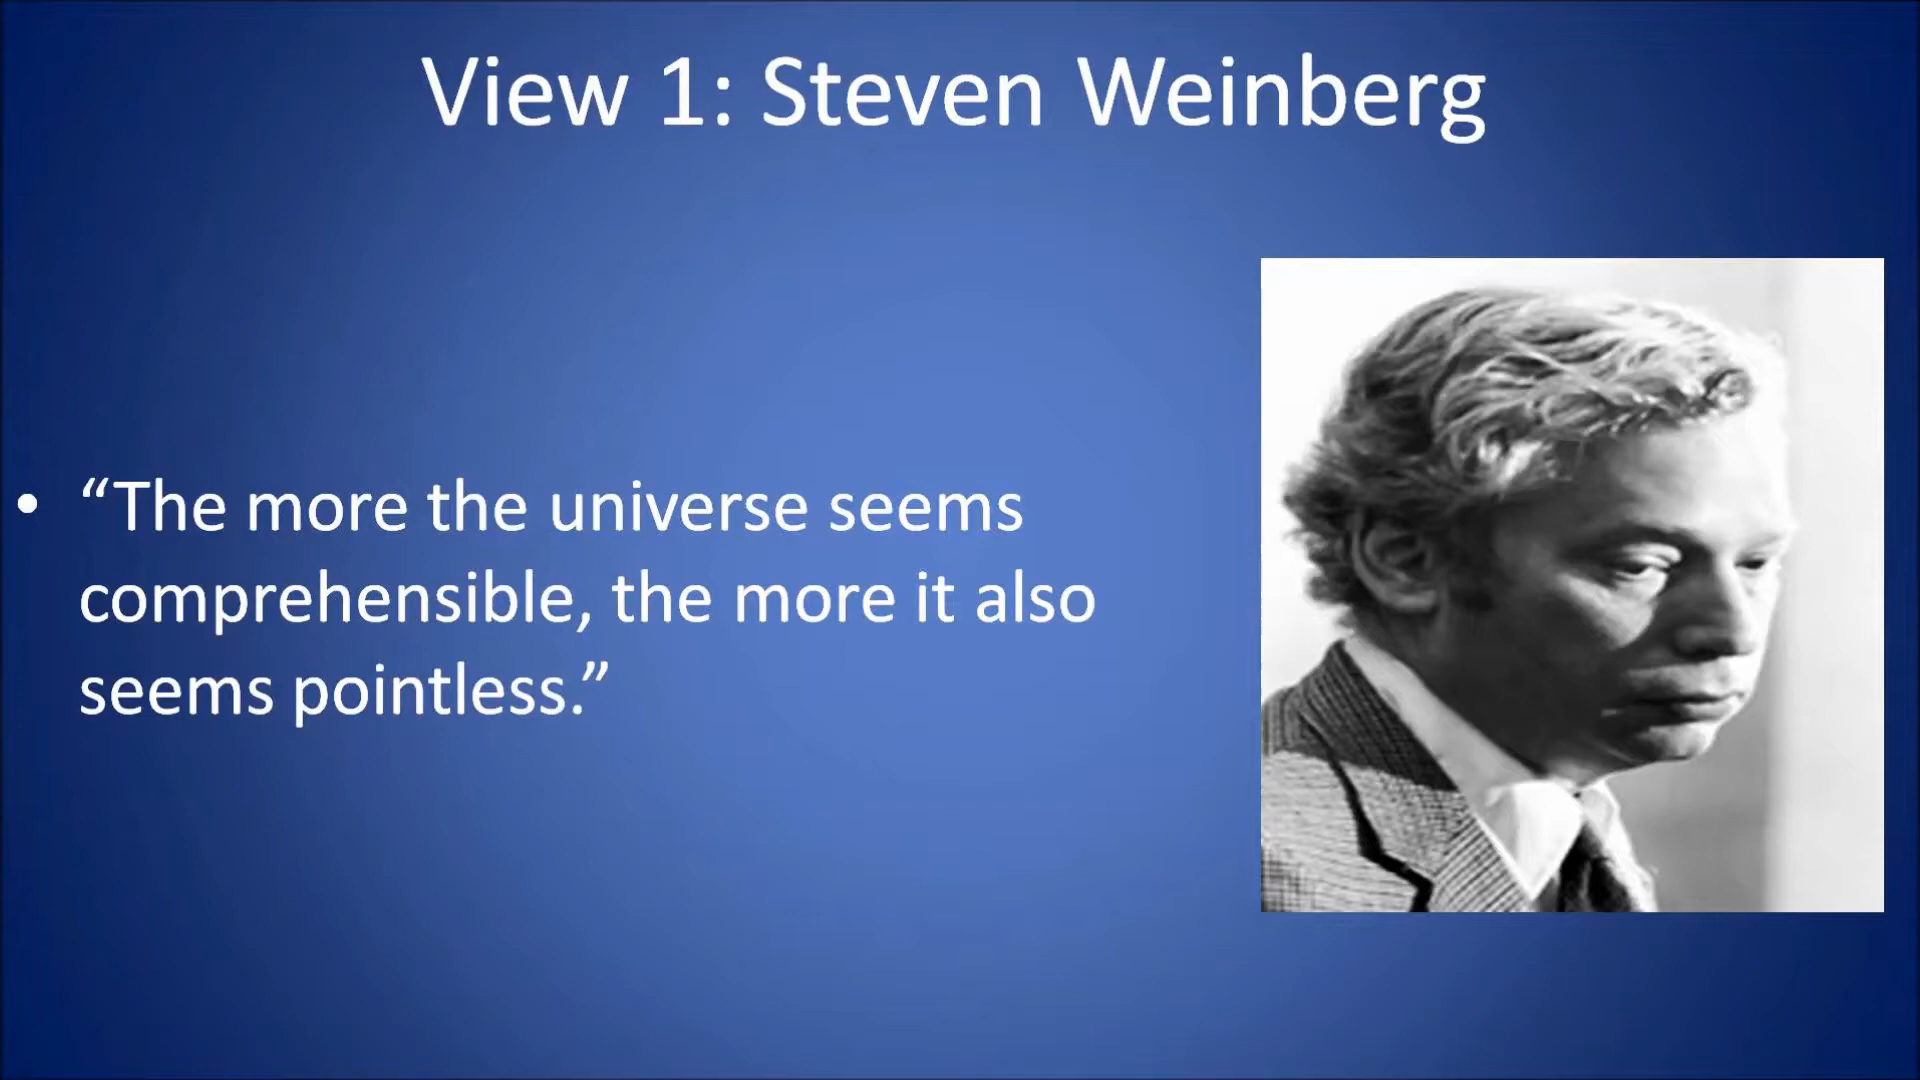 View 1: Steven Weinberg
• “The more the universe seems
comprehensible, the more it also
seems pointless.”